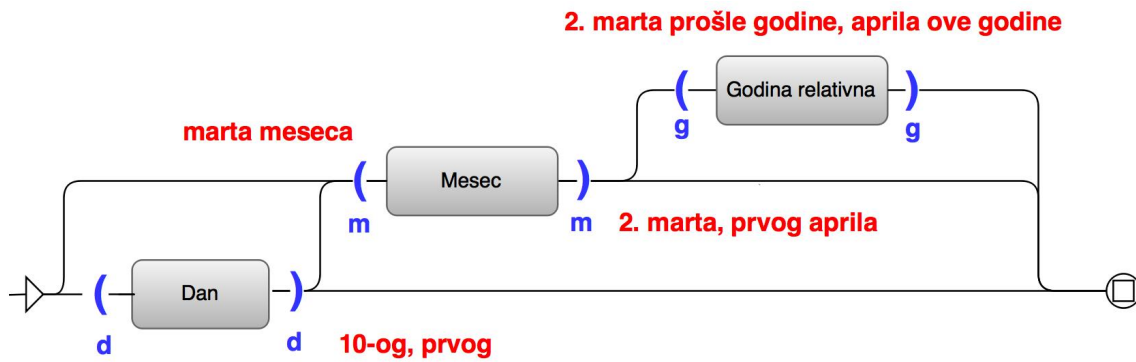 2. marta prošle godine, aprila ove godine
( Godina relativna )
g g
marta meseca
( Mesec )
m m
2. marta, prvog aprila
( Dan )
d d
10-og, prvog